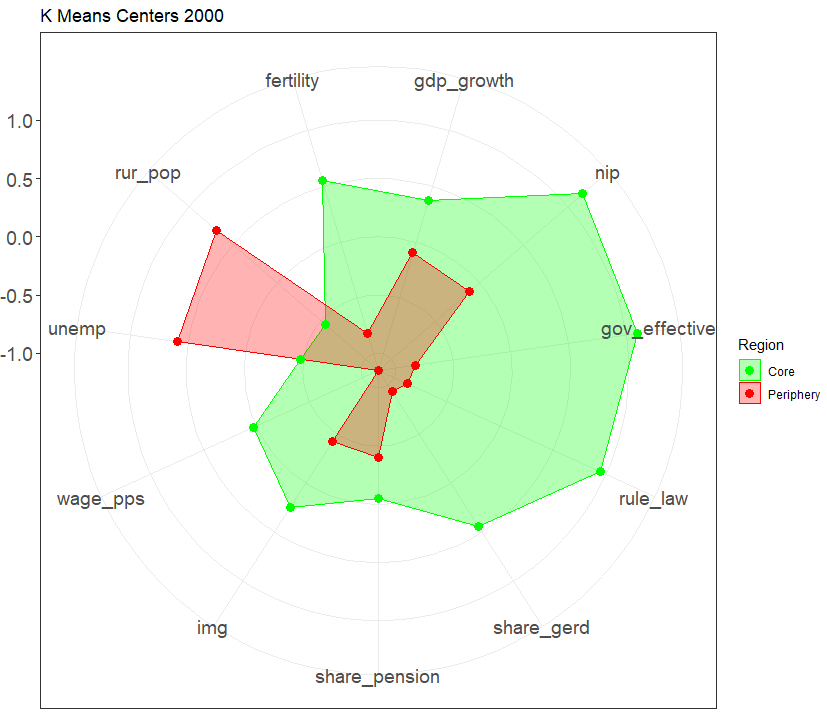 K Means Centers 2000
fertility
gdp_growth
1.0
rur_pop
nip
0.5
0.0
-0.5
unemp
gov_effective
-1.0
Region
Core
Periphery
wage_pps
rule_law
img
share_gerd
share_pension